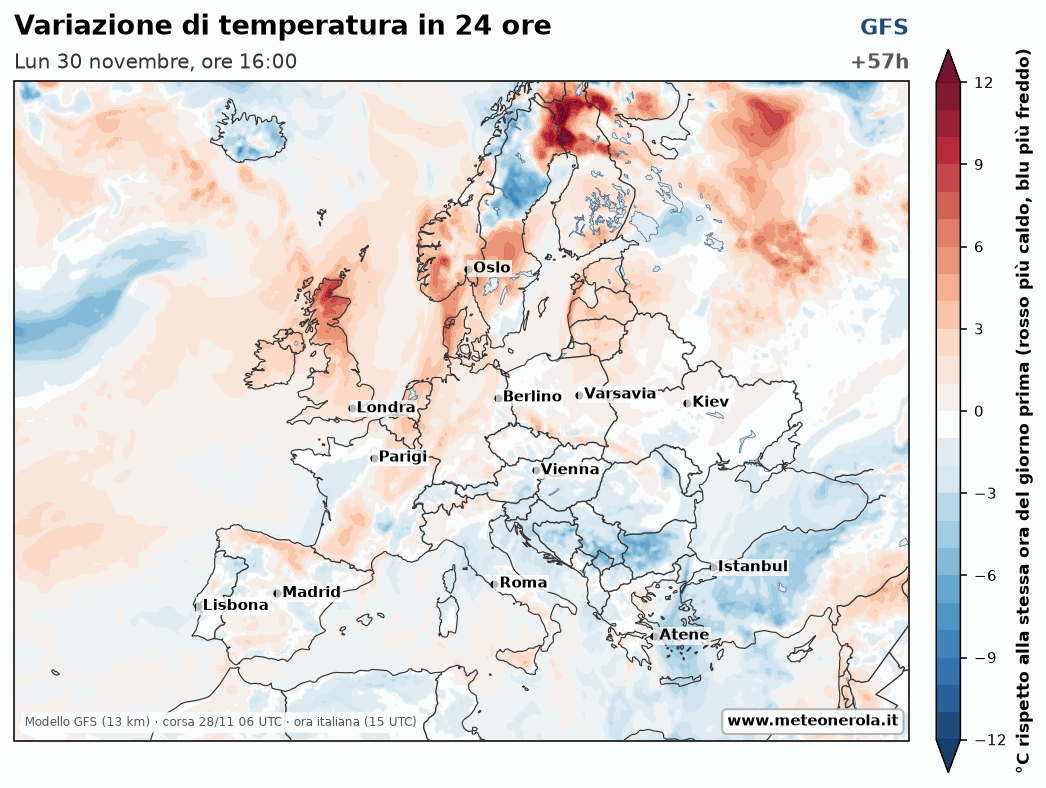 Variazione di temperatura in 24 ore
GFS
Lun 30 novembre, ore 16:00
+57h
Oslo
Londra
Berlino
Varsavia
Kiev
Parigi
Vienna
Istanbul
Roma
Madrid
Lisbona
Atene
Modello GFS (13 km) · corsa 28/11 06 UTC · ora italiana (15 UTC)
www.meteonerola.it
12
9
6
3
0
−3
−6
−9
−12
°C rispetto alla stessa ora del giorno prima (rosso più caldo, blu più freddo)